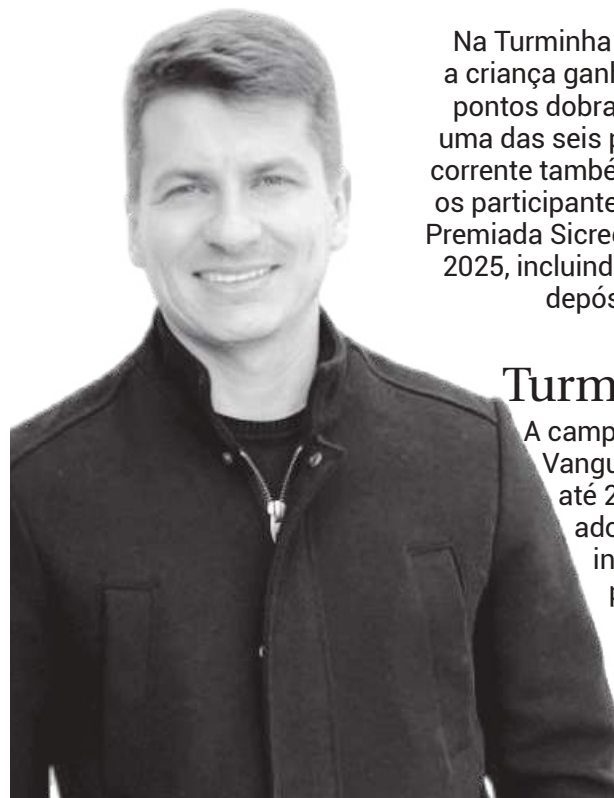 Na Turminha
a criança ganh
pontos dobra
uma das seis p
corrente també
os participante
Premiada Sicred
2025, incluind
depós
Turm
A camp
Vangu
até 2
ado
in
p